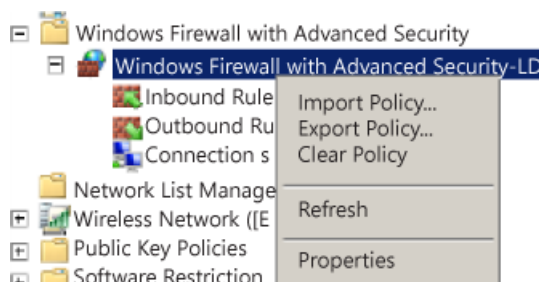 Windows Firewall with Advanced Security
Windows Firewall with Advanced Security-LD
Inbound Rule
Import Policy...
Outbound Ru
Export Policy...
Connection s
Clear Policy
Network List Manage
Wireless Network ([E
Refresh
Public Key Policies
Properties
Software Restriction